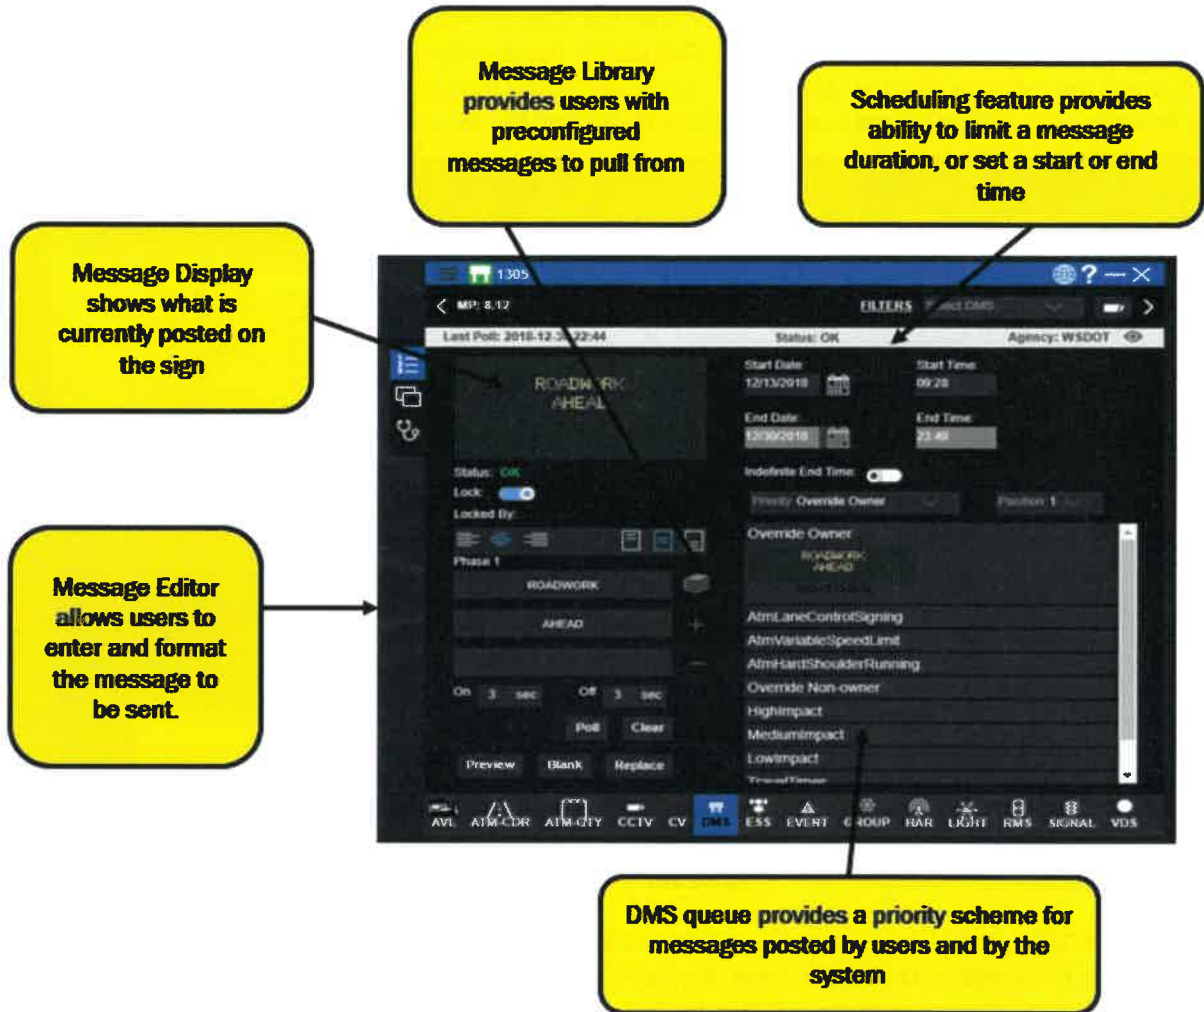 Message Library
provides users with
preconfigured
messages to pull from
Scheduling feature provides
ability to limit a message
duration, or set a start or end
time
Message Display
shows what is
currently posted on
the sign
Message Editor
allows users to
enter and format
the message to
be sent.
1305
MP: 8.12
FILTERS Select DMS
Status: OK
Agency: WSDOT
ROADWORK
Start Date:
Start Time:
12/13/2018
09:28
End Date:
End Time:
12/30/2018
23:49
Status: OK
Indefinite End Time:
Lock:
Locked By:
Priority Override Owner
Position 1
Phase 1
ROADWORK
AHEAD
On 3 sec
Off 3 sec
Poll
Clear
Preview
Blank
Replace
Override Owner
ROADWORK
AHEAD
AtmLaneControlSigning
AtmVariableSpeedLimit
AtmHardShoulderRunning
Override Non-owner
HighImpact
MediumImpact
LowImpact
TravelTimes
AVL ATM-CDR ATM-QTY CCTV CV DMS ESS EVENT GROUP HAR LIGHT RMS SIGNAL VDS
DMS queue provides a priority scheme for
messages posted by users and by the
system